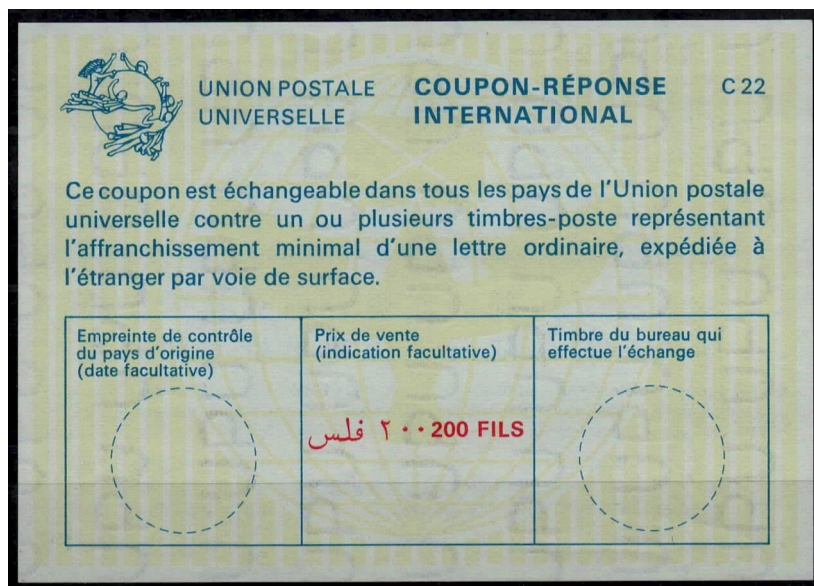 UNION POSTALE
UNIVERSELLE
COUPON-RÉPONSE
INTERNATIONAL
C 22
Ce coupon est échangeable dans tous les pays de l'Union postale
universelle contre un ou plusieurs timbres-poste représentant
l'affranchissement minimal d'une lettre ordinaire, expédiée à
l'étranger par voie de surface.
Empreinte de contrôle
du pays d'origine
(date facultative)
Prix de vente
(indication facultative)
٢٠٠ فلس 200 FILS
Timbre du bureau qui
effectue l'échange